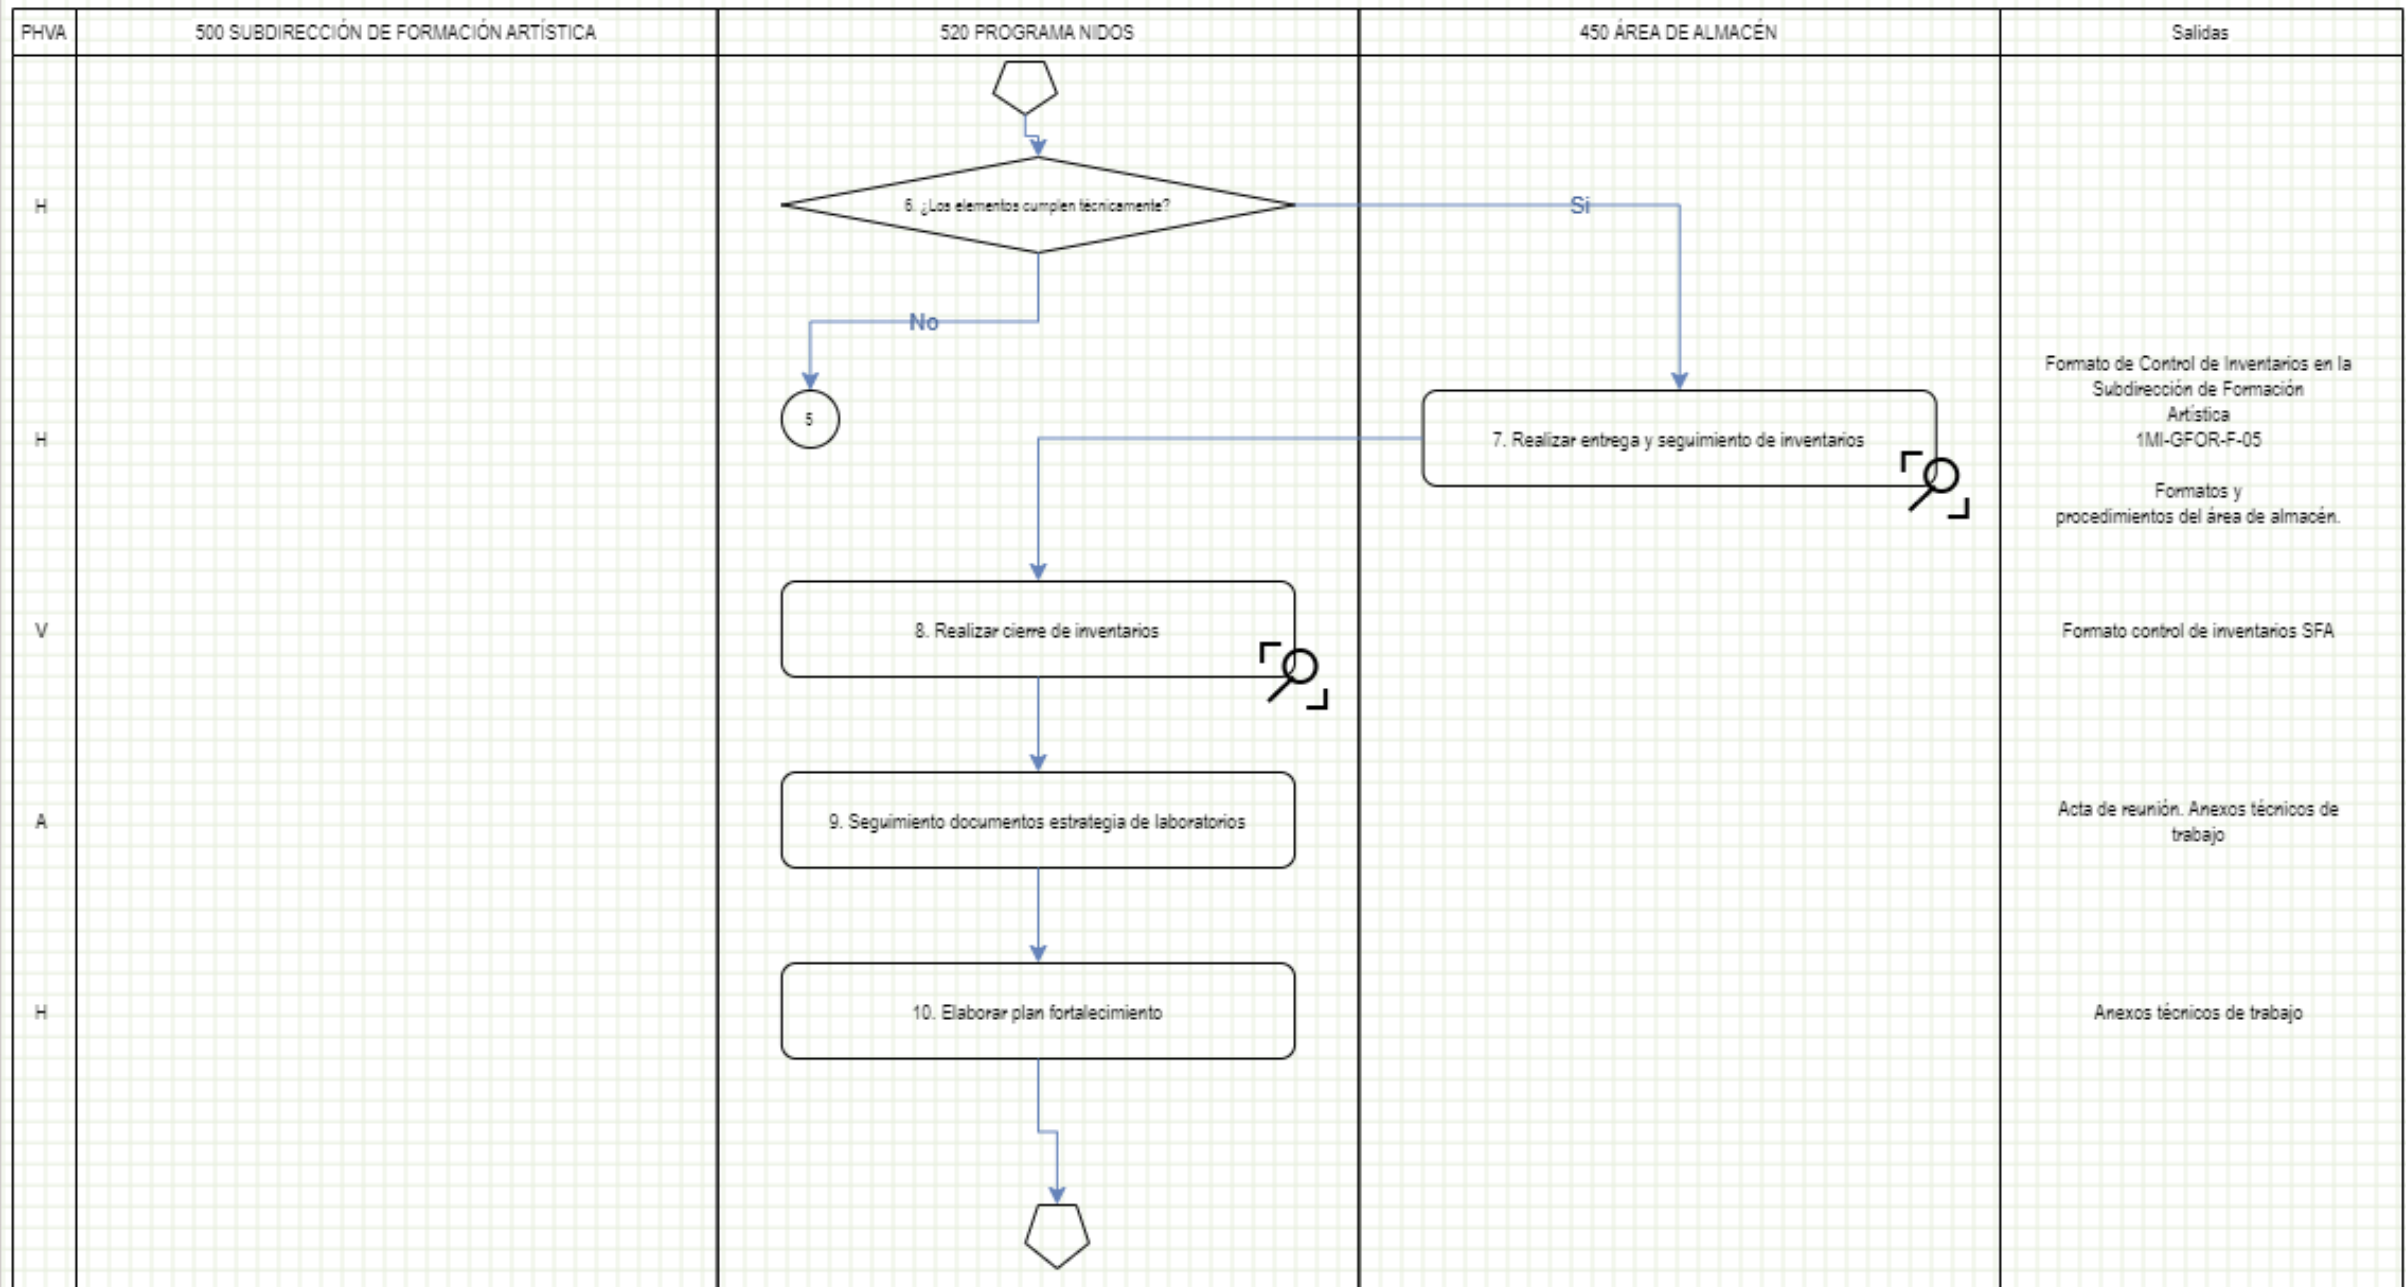 PHVA
500 SUBDIRECCIÓN DE FORMACIÓN ARTÍSTICA
520 PROGRAMA NIDOS
450 ÁREA DE ALMACÉN
Salidas
H
6. ¿Los elementos cumplen técnicamente?
Si
No
H
5
7. Realizar entrega y seguimiento de inventarios
Formato de Control de Inventarios en la
Subdirección de Formación
Artística
1MI-GFOR-F-05
Formatos y
procedimientos del área de almacén.
V
8. Realizar cierre de inventarios
Formato control de inventarios SFA
A
9. Seguimiento documentos estrategia de laboratorios
Acta de reunión. Anexos técnicos de
trabajo
H
10. Elaborar plan fortalecimiento
Anexos técnicos de trabajo